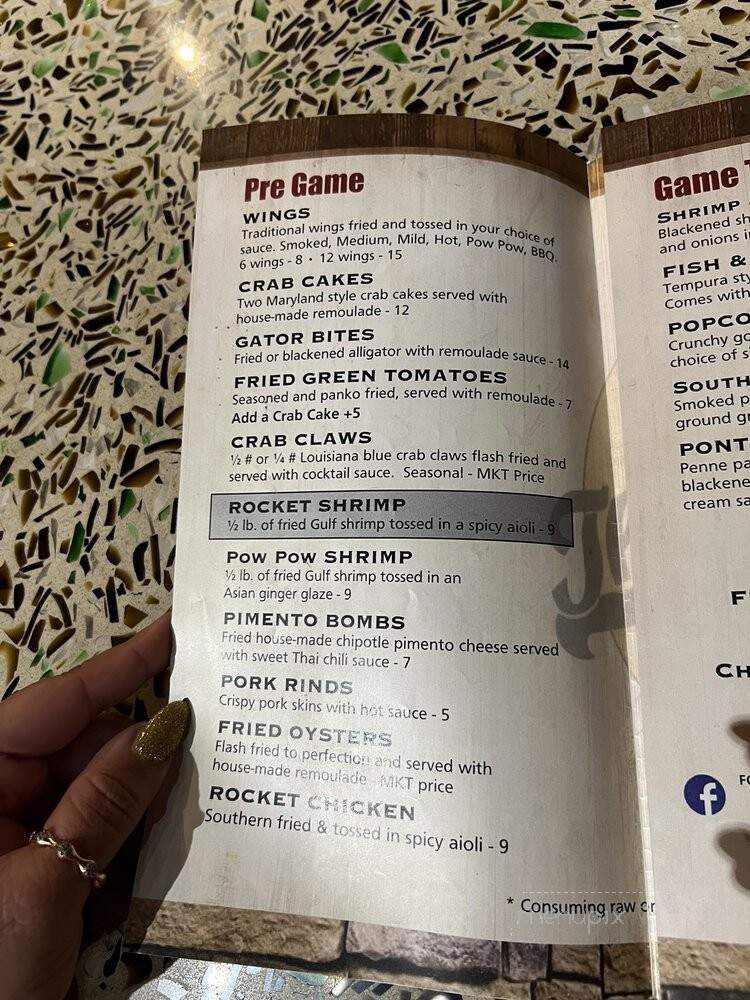 Pre Game
WINGS
Traditional wings fried and tossed in your choice of
sauce. Smoked, Medium, Mild, Hot, Pow Pow, BBQ.
6 wings - 8 • 12 wings - 15
CRAB CAKES
Two Maryland style crab cakes served with
house-made remoulade - 12
GATOR BITES
Fried or blackened alligator with remoulade sauce - 14
FRIED GREEN TOMATOES
Seasoned and panko fried, served with remoulade - 7
Add a Crab Cake +5
CRAB CLAWS
½ # or ¼ # Louisiana blue crab claws flash fried and
served with cocktail sauce. Seasonal - MKT Price
ROCKET SHRIMP
½ lb. of fried Gulf shrimp tossed in a spicy aioli - 9
Pow Pow SHRIMP
½ lb. of fried Gulf shrimp tossed in an
Asian ginger glaze - 9
PIMENTO BOMBS
Fried house-made chipotle pimento cheese served
with sweet Thai chili sauce - 7
PORK RINDS
Crispy pork skins with hot sauce - 5
FRIED OYSTERS
Flash fried to perfection and served with
house-made remoulade - MKT price
ROCKET CHICKEN
Southern fried & tossed in spicy aioli - 9
* Consuming raw or
Game
SHRIMP
Blackened sh
and onions i
FISH &
Tempura sty
Comes with
POPCO
Crunchy go
choice of s
SOUTH
Smoked p
ground gr
PONT
Penne pa
blackene
cream sa
F
CH
f
FO
menupix